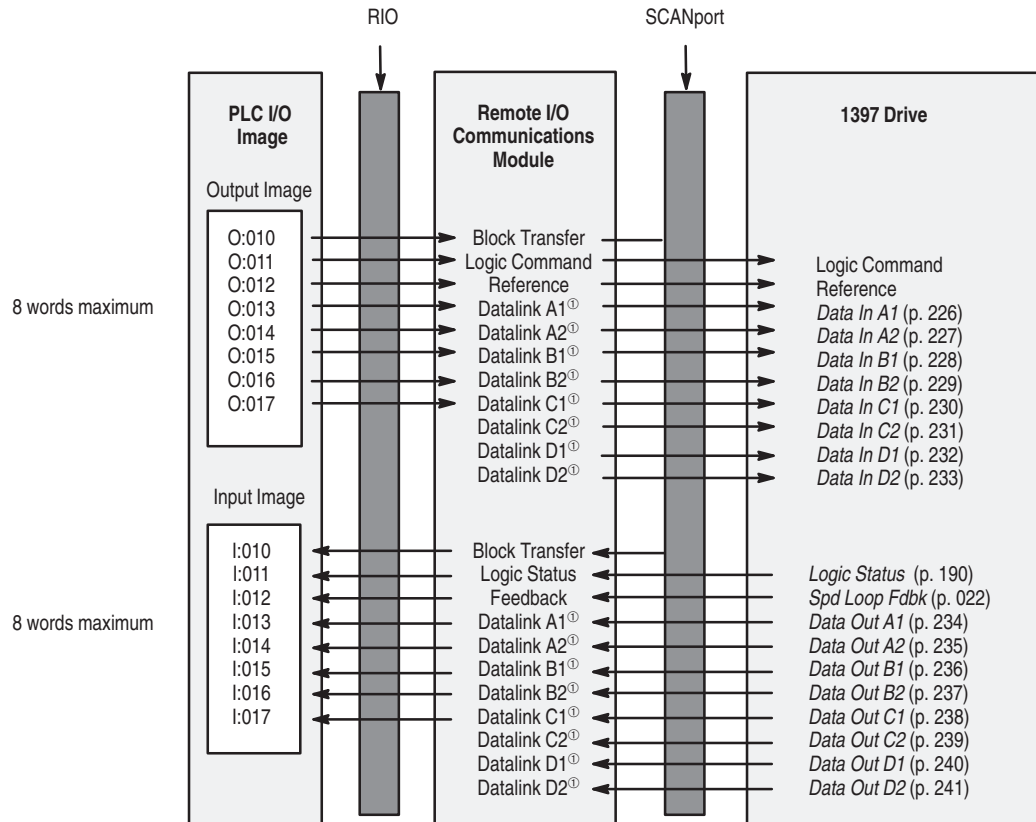 RIO
SCANport
PLC I/O
Image
Remote I/O
Communications
Module
1397 Drive
Output Image
8 words maximum
O:010
O:011
O:012
O:013
O:014
O:015
O:016
O:017
Block Transfer
Logic Command
Reference
Datalink A1①
Datalink A2①
Datalink B1①
Datalink B2①
Datalink C1①
Datalink C2①
Datalink D1①
Datalink D2①
Logic Command
Reference
Data In A1 (p. 226)
Data In A2 (p. 227)
Data In B1 (p. 228)
Data In B2 (p. 229)
Data In C1 (p. 230)
Data In C2 (p. 231)
Data In D1 (p. 232)
Data In D2 (p. 233)
Input Image
8 words maximum
I:010
I:011
I:012
I:013
I:014
I:015
I:016
I:017
Block Transfer
Logic Status
Feedback
Datalink A1①
Datalink A2①
Datalink B1①
Datalink B2①
Datalink C1①
Datalink C2①
Datalink D1①
Datalink D2①
Logic Status (p. 190)
Spd Loop Fdbk (p. 022)
Data Out A1 (p. 234)
Data Out A2 (p. 235)
Data Out B1 (p. 236)
Data Out B2 (p. 237)
Data Out C1 (p. 238)
Data Out C2 (p. 239)
Data Out D1 (p. 240)
Data Out D2 (p. 241)